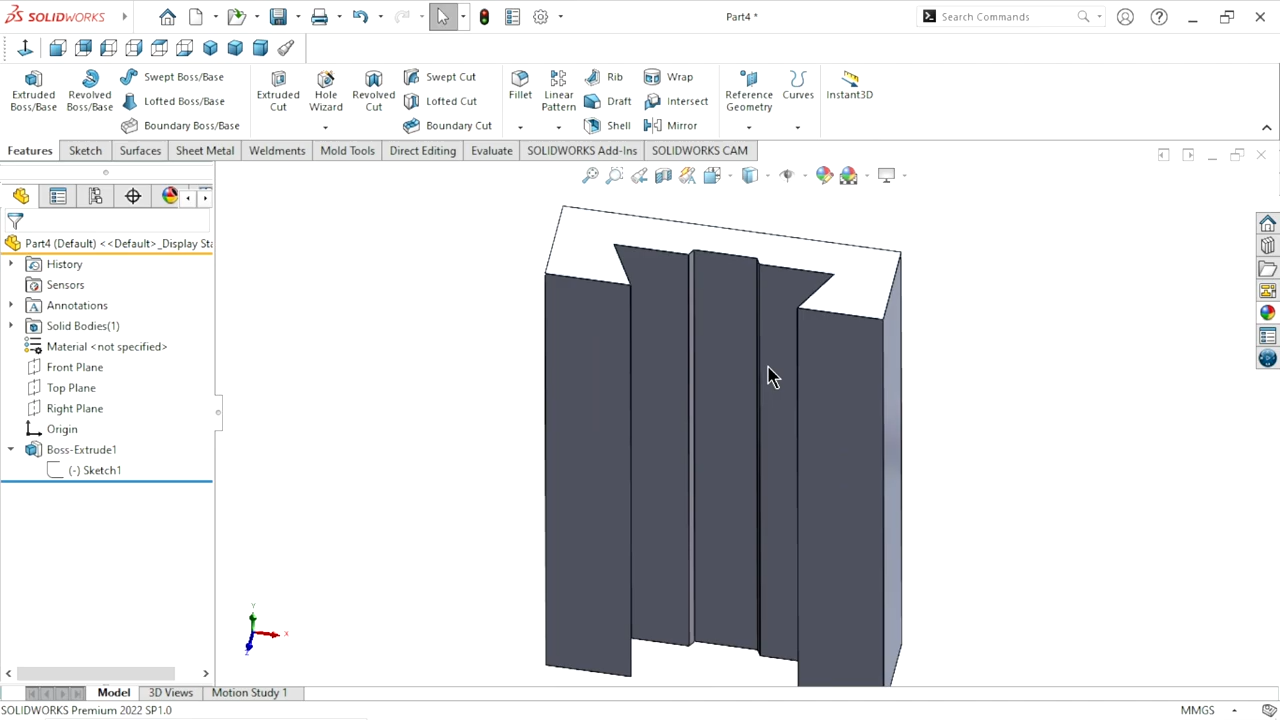 SOLIDWORKS
Part4 *
Search Commands
Extruded Boss/Base
Revolved Boss/Base
Swept Boss/Base
Lofted Boss/Base
Boundary Boss/Base
Extruded Cut
Hole Wizard
Revolved Cut
Swept Cut
Lofted Cut
Boundary Cut
Fillet
Linear Pattern
Rib
Draft
Shell
Wrap
Intersect
Mirror
Reference Geometry
Curves
Instant3D
Features
Sketch
Surfaces
Sheet Metal
Weldments
Mold Tools
Direct Editing
Evaluate
SOLIDWORKS Add-Ins
SOLIDWORKS CAM
Part4 (Default) <<Default>_Display Sta
History
Sensors
Annotations
Solid Bodies(1)
Material <not specified>
Front Plane
Top Plane
Right Plane
Origin
Boss-Extrude1
(-) Sketch1
Y
X
Z
Model
3D Views
Motion Study 1
SOLIDWORKS Premium 2022 SP1.0
MMGS